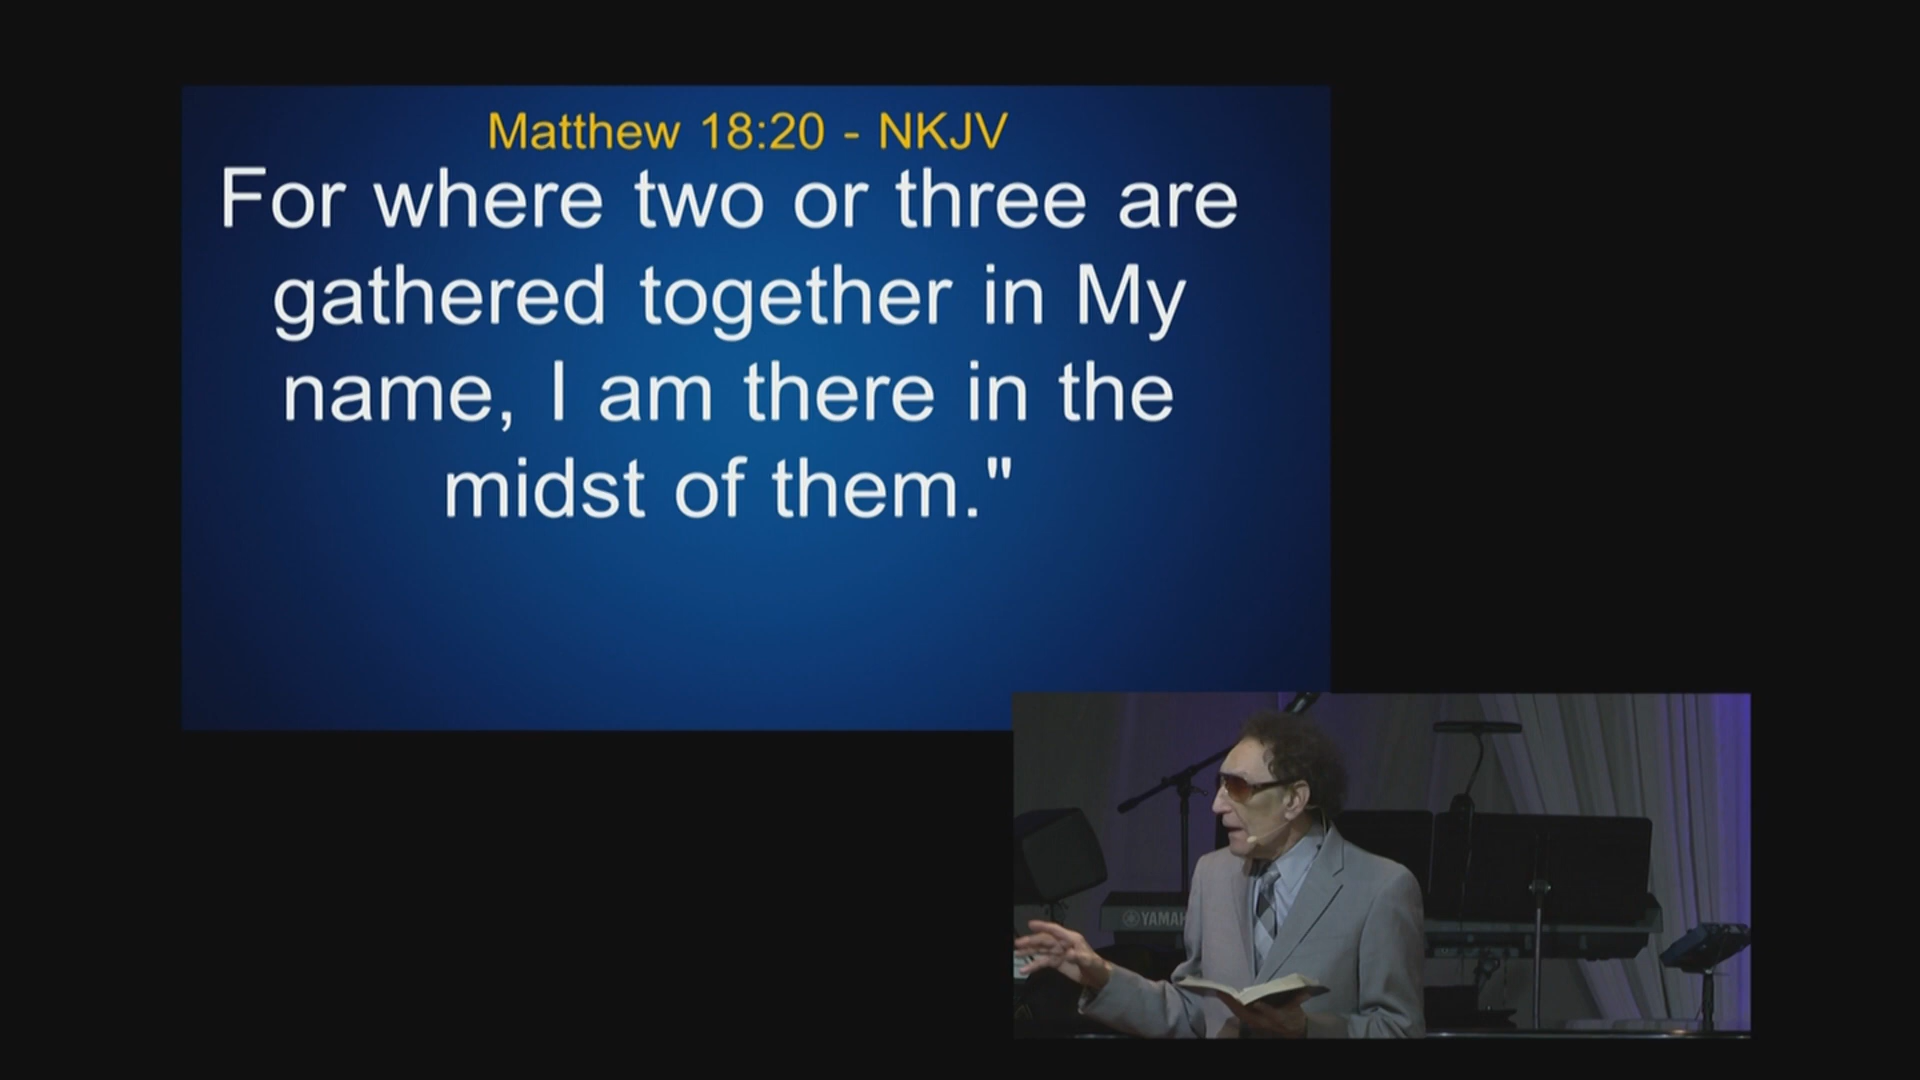 Matthew 18:20 - NKJV
For where two or three are
gathered together in My
name, I am there in the
midst of them."
YAMAH